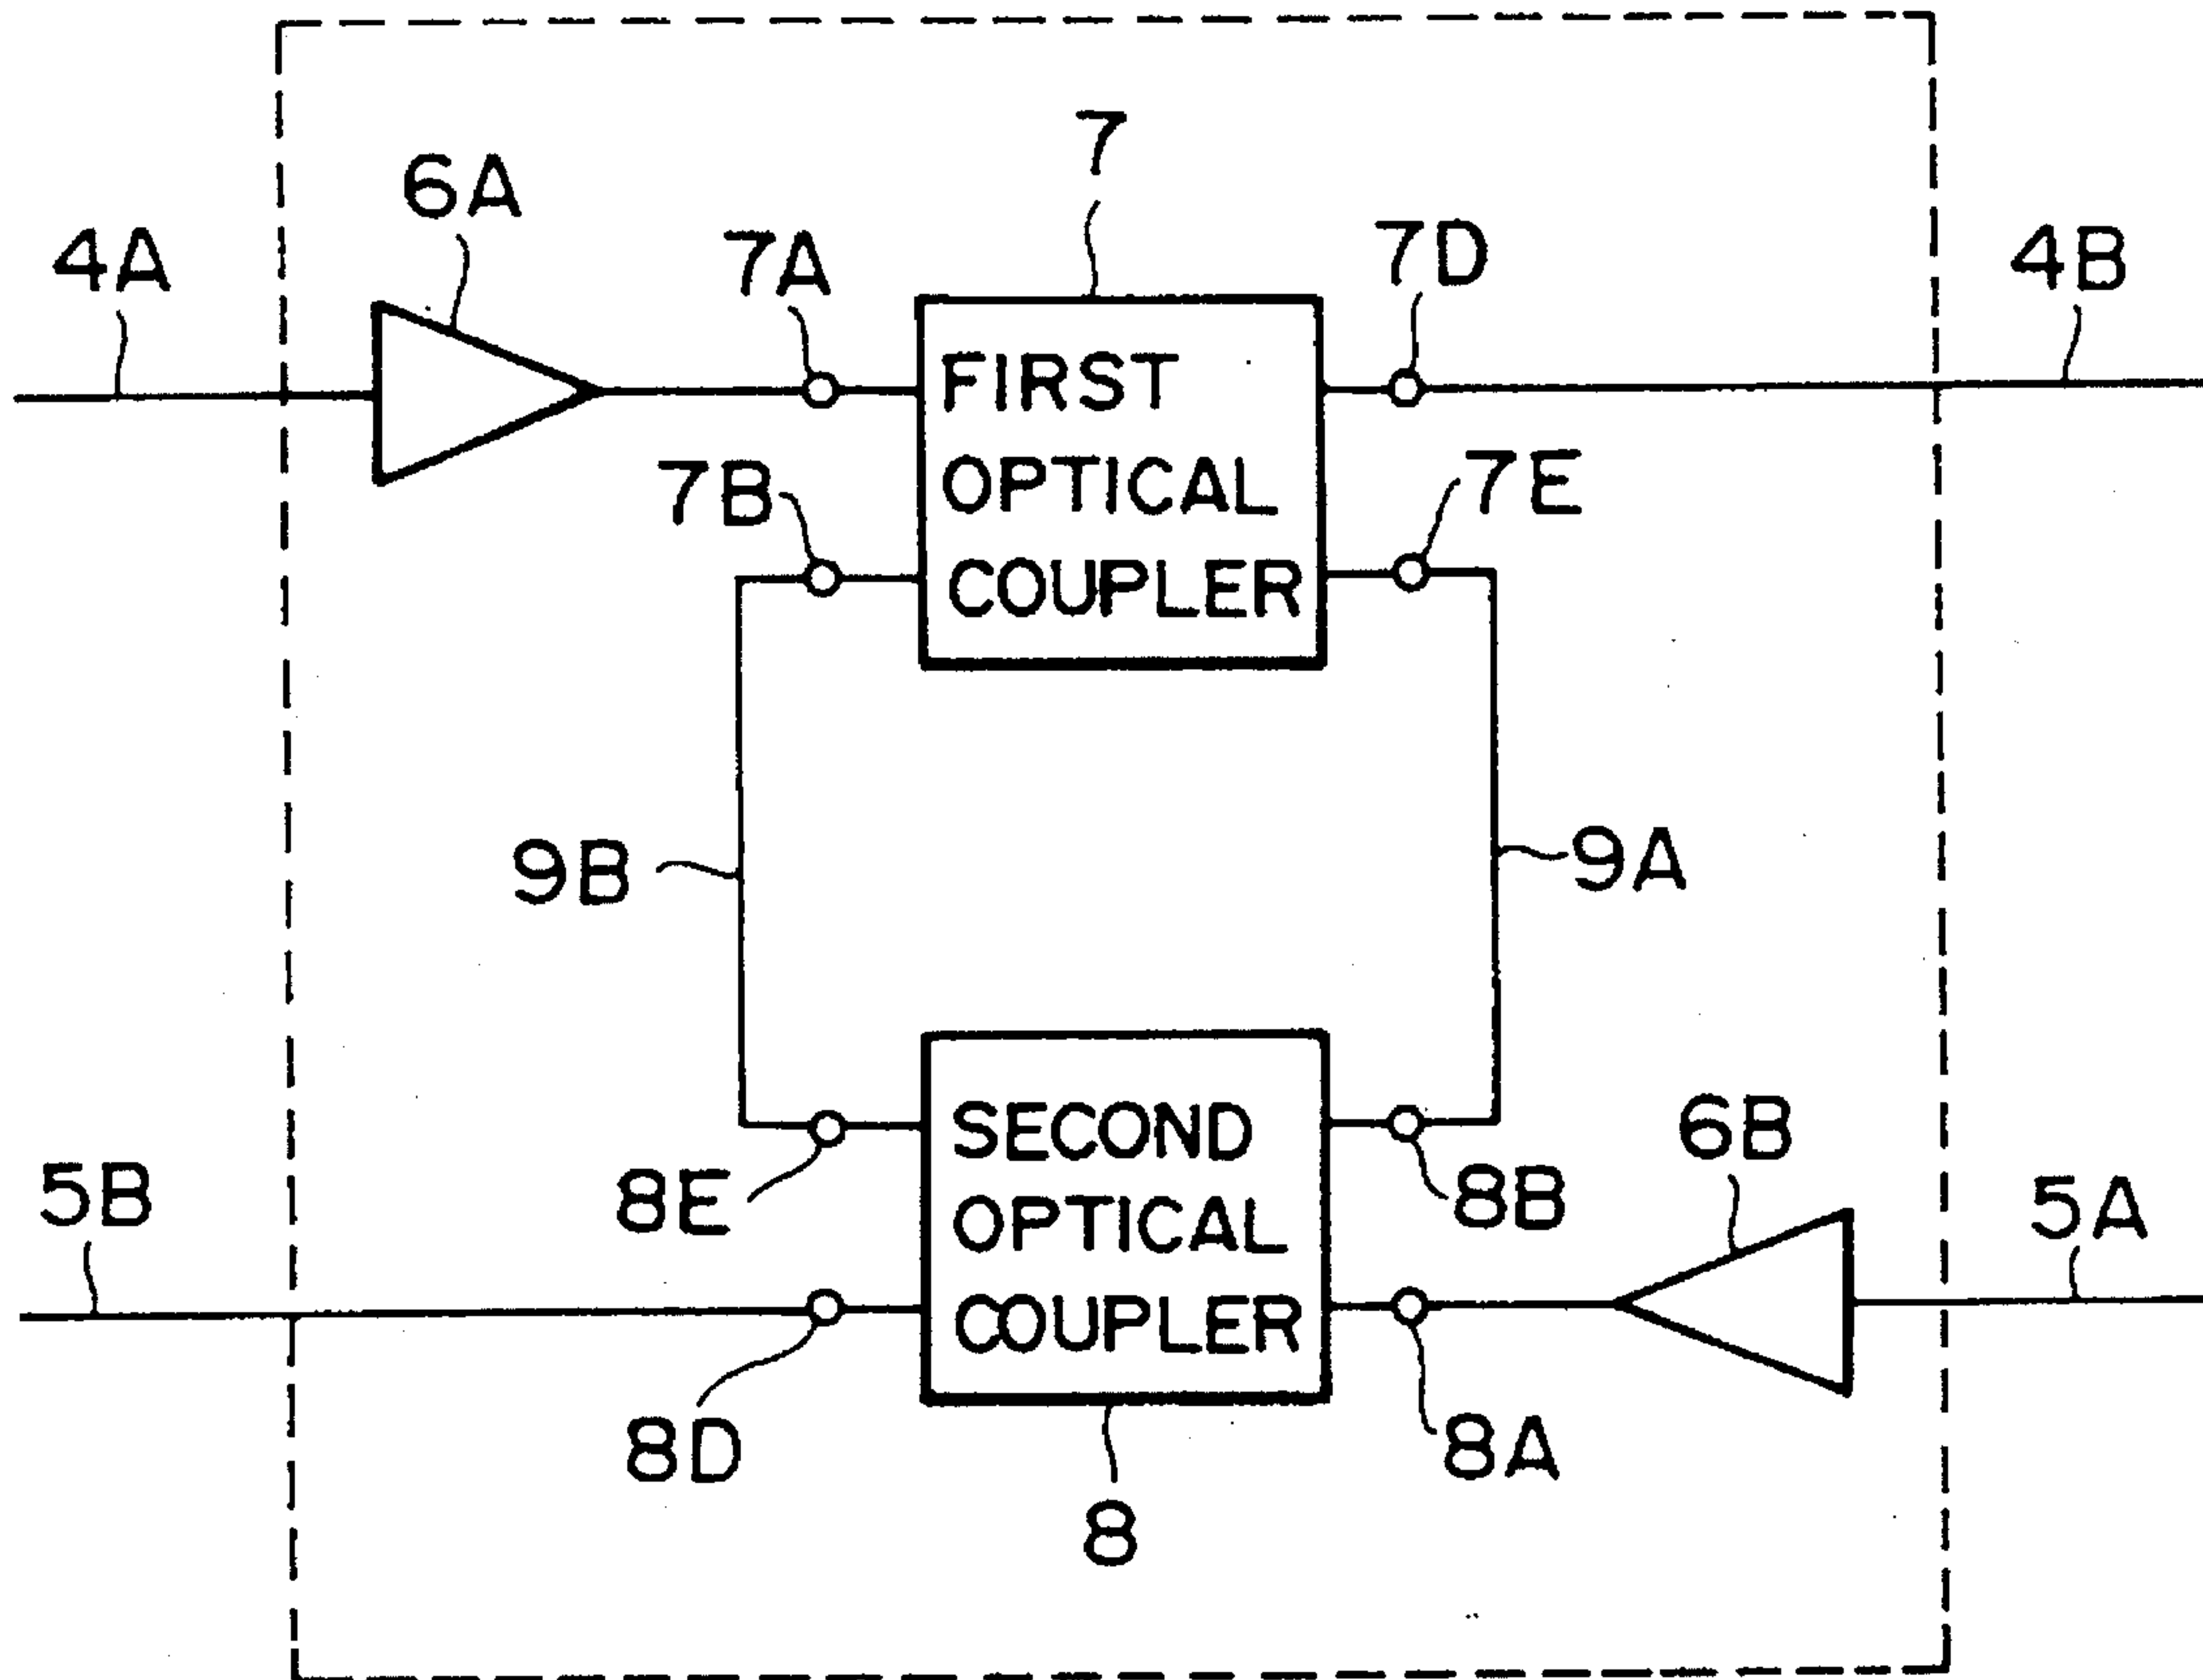 7
6A
4A
7A
7D
4B
FIRST
OPTICAL
COUPLER
7B
7E
9B
9A
SECOND
OPTICAL
COUPLER
8E
8B
6B
5B
5A
8D
8A
8